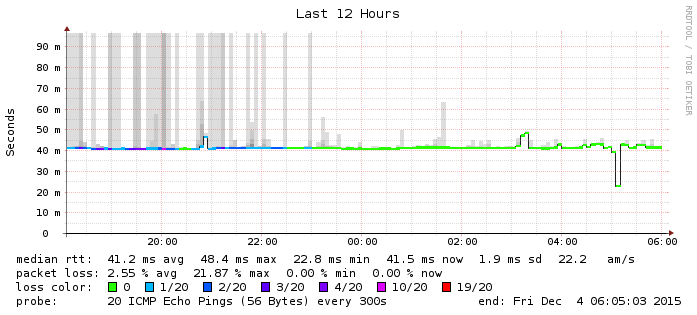 Last 12 Hours
RRDTOOL / TOBI OETIKER
Seconds
90 m
80 m
70 m
60 m
50 m
40 m
30 m
20 m
10 m
0
20:00 22:00 00:00 02:00 04:00 06:00
median rtt: 41.2 ms avg 48.4 ms max 22.8 ms min 41.5 ms now 1.9 ms sd 22.2 am/s
packet loss: 2.55 % avg 21.87 % max 0.00 % min 0.00 % now
loss color: 0 1/20 2/20 3/20 4/20 10/20 19/20
probe: 20 ICMP Echo Pings (56 Bytes) every 300s end: Fri Dec 4 06:05:03 2015